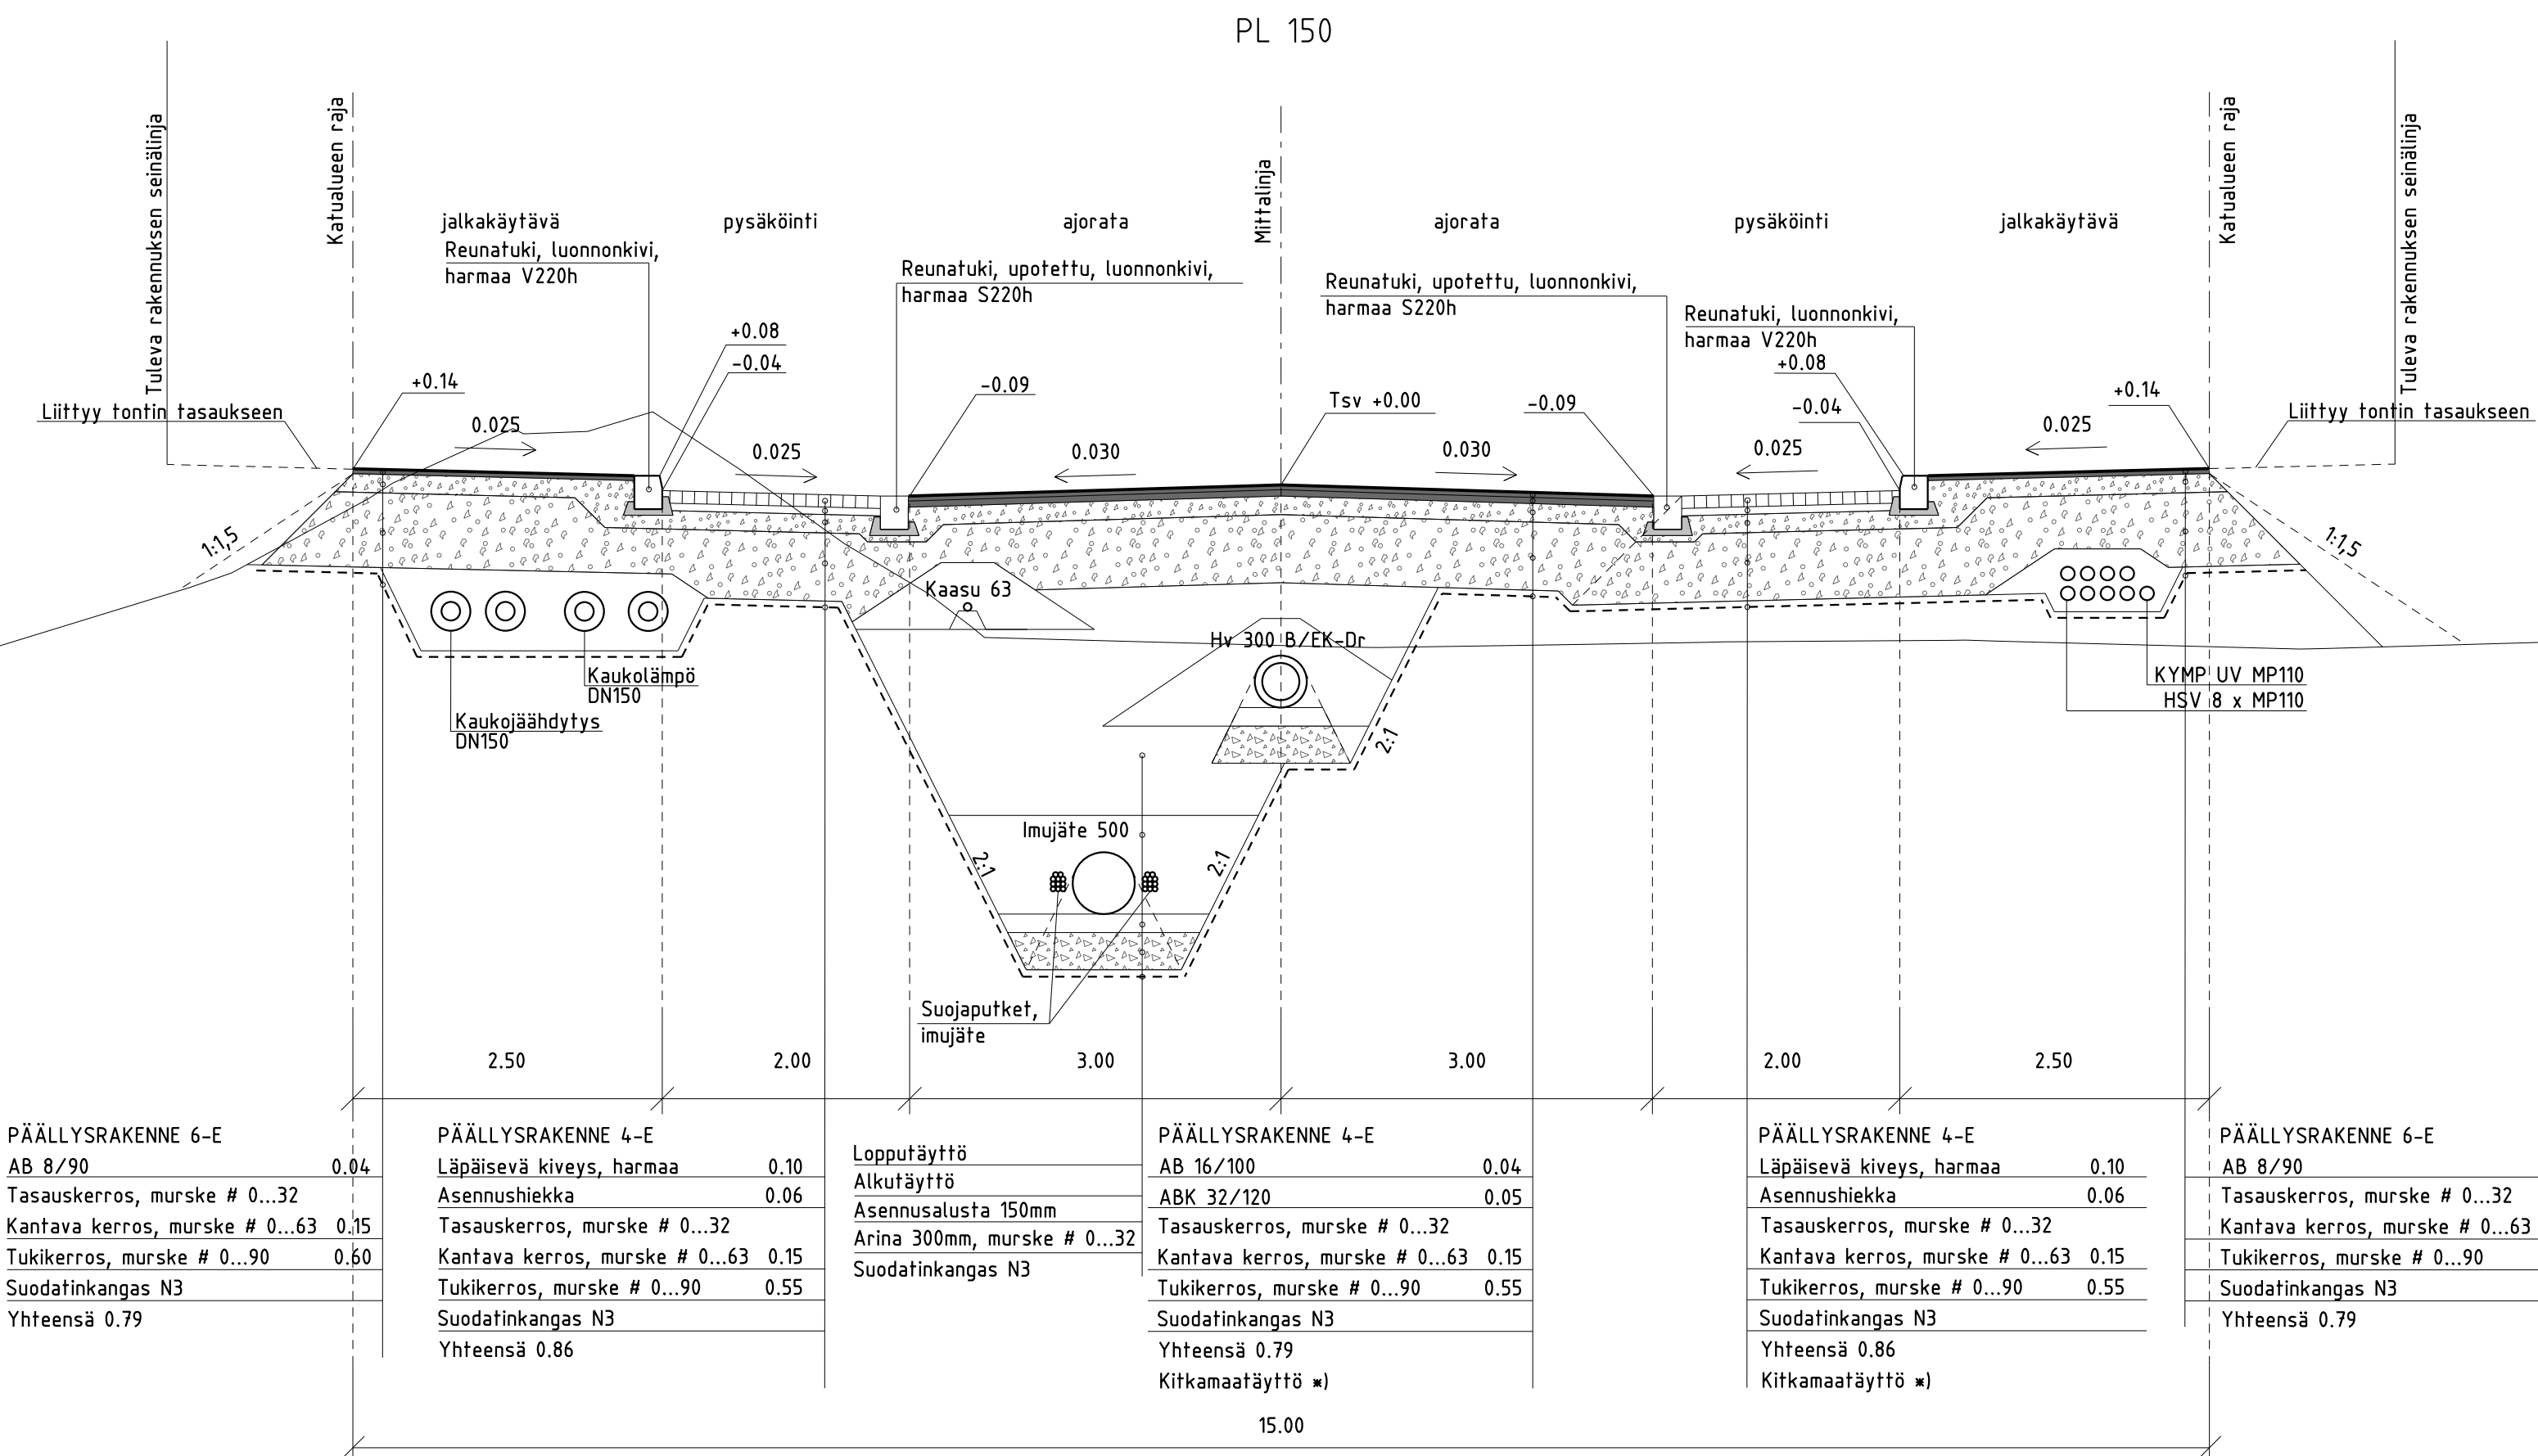 PL 150
Tuleva rakennuksen seinälinja
Katualueen raja
Mittalinja
Katualueen raja
Tuleva rakennuksen seinälinja
jalkakäytävä
pysäköinti
ajorata
ajorata
pysäköinti
jalkakäytävä
Reunatuki, luonnonkivi,
harmaa V220h
Reunatuki, upotettu, luonnonkivi,
harmaa S220h
Reunatuki, upotettu, luonnonkivi,
harmaa S220h
Reunatuki, luonnonkivi,
harmaa V220h
+0.08
-0.04
+0.14
-0.09
Tsv +0.00
-0.09
+0.08
-0.04
+0.14
Liittyy tontin tasaukseen
Liittyy tontin tasaukseen
0.025
0.025
0.030
0.030
0.025
0.025
1:1,5
1:1,5
Kaasu 63
Hv 300 B/EK-Dr
Kaukolämpö
DN150
Kaukojäähdytys
DN150
KYMP UV MP110
HSV 8 x MP110
2:1
Imujäte 500
2:1
2:1
Suojaputket,
imujäte
2.50
2.00
3.00
3.00
2.00
2.50
PÄÄLLYSRAKENNE 6-E
AB 8/90 0.04
Tasauskerros, murske # 0...32
Kantava kerros, murske # 0...63 0.15
Tukikerros, murske # 0...90 0.60
Suodatinkangas N3
Yhteensä 0.79
PÄÄLLYSRAKENNE 4-E
Läpäisevä kiveys, harmaa 0.10
Asennushiekka 0.06
Tasauskerros, murske # 0...32
Kantava kerros, murske # 0...63 0.15
Tukikerros, murske # 0...90 0.55
Suodatinkangas N3
Yhteensä 0.86
Lopputäyttö
Alkutäyttö
Asennusalusta 150mm
Arina 300mm, murske # 0...32
Suodatinkangas N3
PÄÄLLYSRAKENNE 4-E
AB 16/100 0.04
ABK 32/120 0.05
Tasauskerros, murske # 0...32
Kantava kerros, murske # 0...63 0.15
Tukikerros, murske # 0...90 0.55
Suodatinkangas N3
Yhteensä 0.79
Kitkamaatäyttö *)
PÄÄLLYSRAKENNE 4-E
Läpäisevä kiveys, harmaa 0.10
Asennushiekka 0.06
Tasauskerros, murske # 0...32
Kantava kerros, murske # 0...63 0.15
Tukikerros, murske # 0...90 0.55
Suodatinkangas N3
Yhteensä 0.86
Kitkamaatäyttö *)
PÄÄLLYSRAKENNE 6-E
AB 8/90
Tasauskerros, murske # 0...32
Kantava kerros, murske # 0...63
Tukikerros, murske # 0...90
Suodatinkangas N3
Yhteensä 0.79
15.00